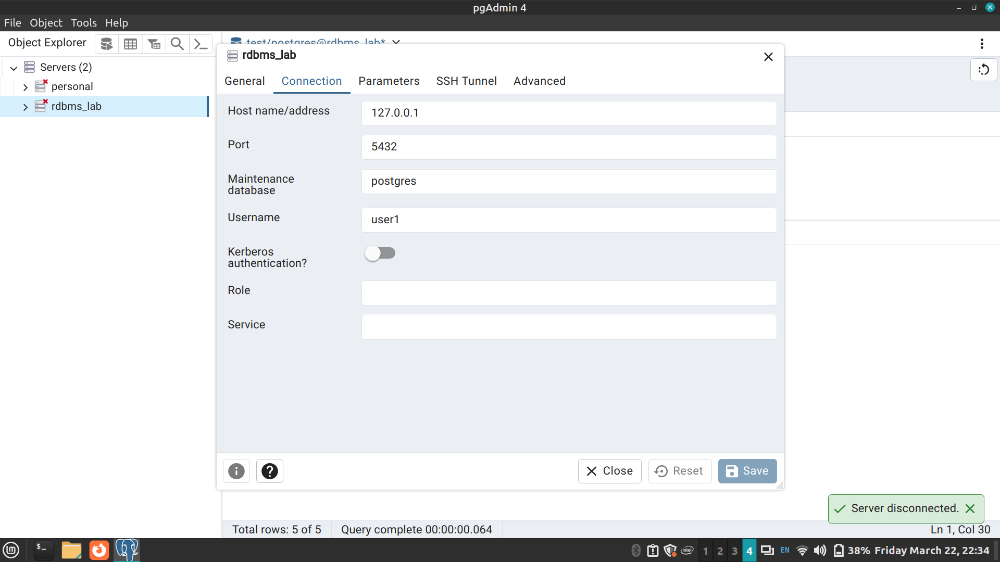 pgAdmin 4
File Object Tools Help
Object Explorer
test/postgres@rdbms_lab*
Servers (2)
personal
rdbms_lab
rdbms_lab
General Connection Parameters SSH Tunnel Advanced
Host name/address
127.0.0.1
Port
5432
Maintenance
database
postgres
Username
user1
Kerberos
authentication?
Role
Service
Close Reset Save
Server disconnected.
Total rows: 5 of 5 Query complete 00:00:00.064 Ln 1, Col 30
intel 1 2 3 4 EN 38% Friday March 22, 22:34